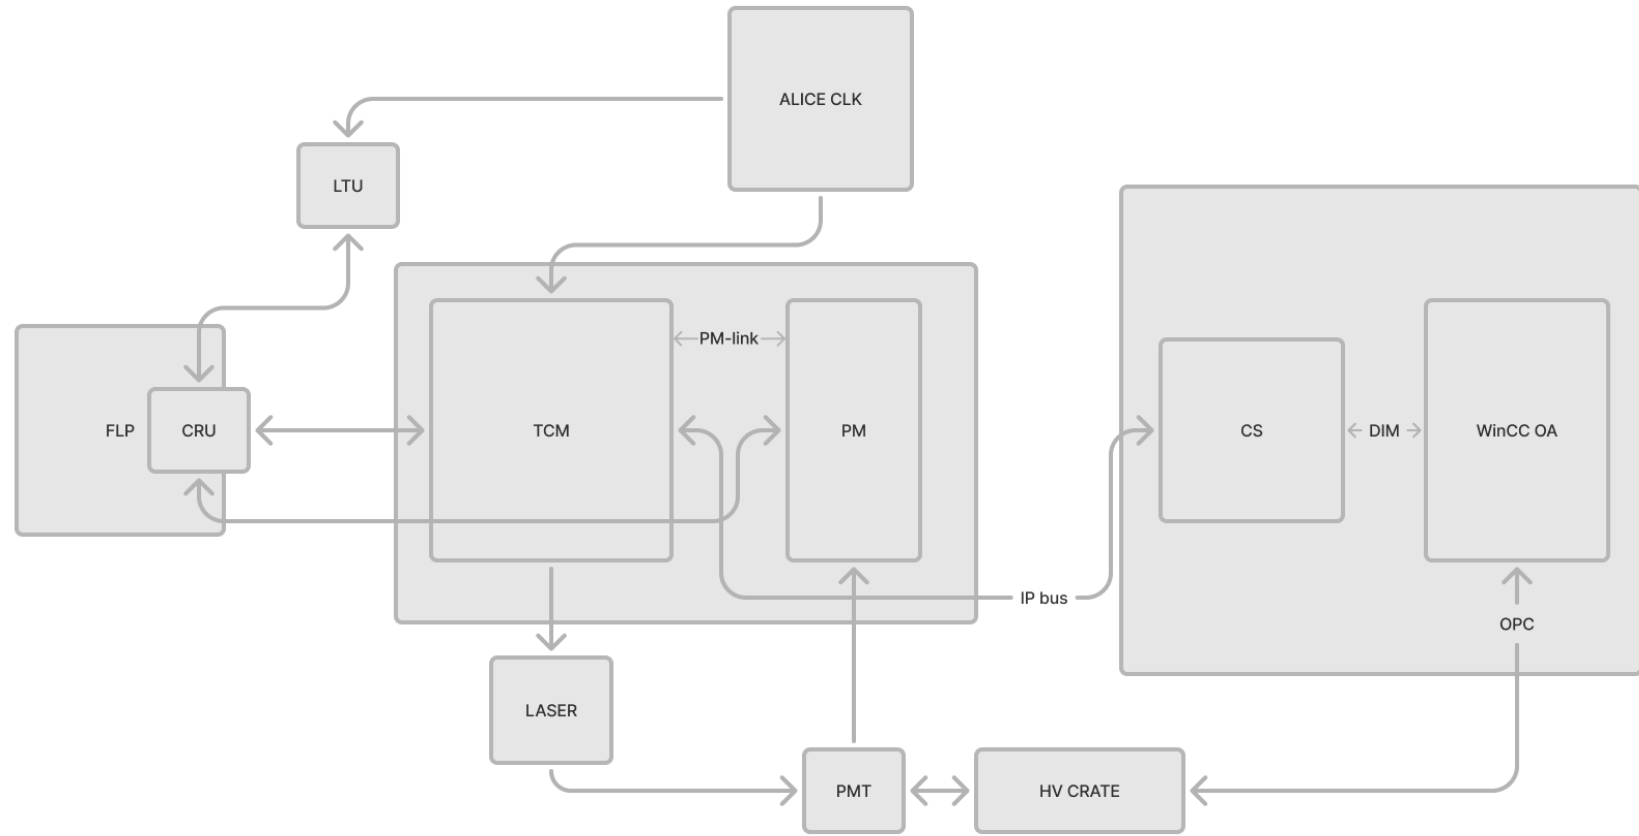 ALICE CLK
LTU
PM-link
FLP
CRU
TCM
PM
CS
DIM
WinCC OA
IP bus
OPC
LASER
PMT
HV CRATE